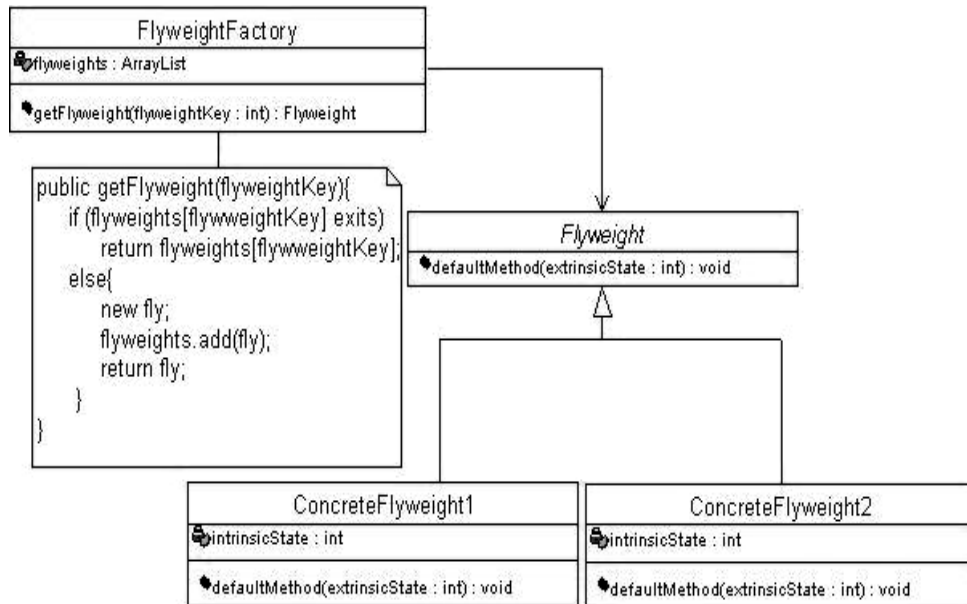 FlyweightFactory
flyweights : ArrayList
getFlyweight(flyweightKey : int) : Flyweight
public getFlyweight(flyweightKey){
if (flyweights[flywweightKey] exits)
return flyweights[flywweightKey];
else{
new fly;
flyweights.add(fly);
return fly;
}
}
Flyweight
defaultMethod(extrinsicState : int) : void
ConcreteFlyweight1
intrinsicState : int
defaultMethod(extrinsicState : int) : void
ConcreteFlyweight2
intrinsicState : int
defaultMethod(extrinsicState : int) : void